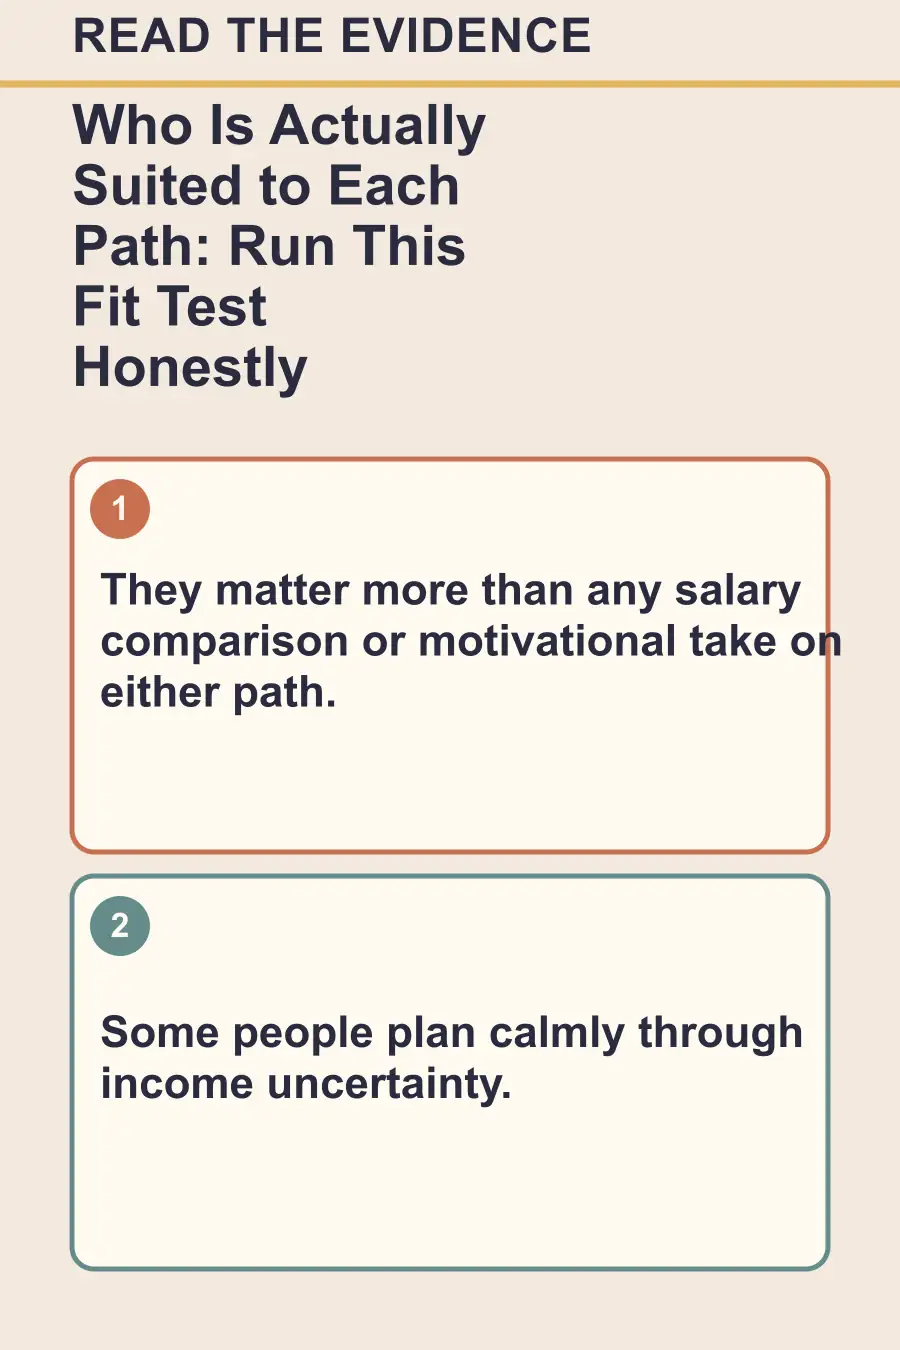 READ THE EVIDENCE
Who Is Actually
Suited to Each
Path: Run This
Fit Test
Honestly
1
They matter more than any salary
comparison or motivational take on
either path.
2
Some people plan calmly through
income uncertainty.